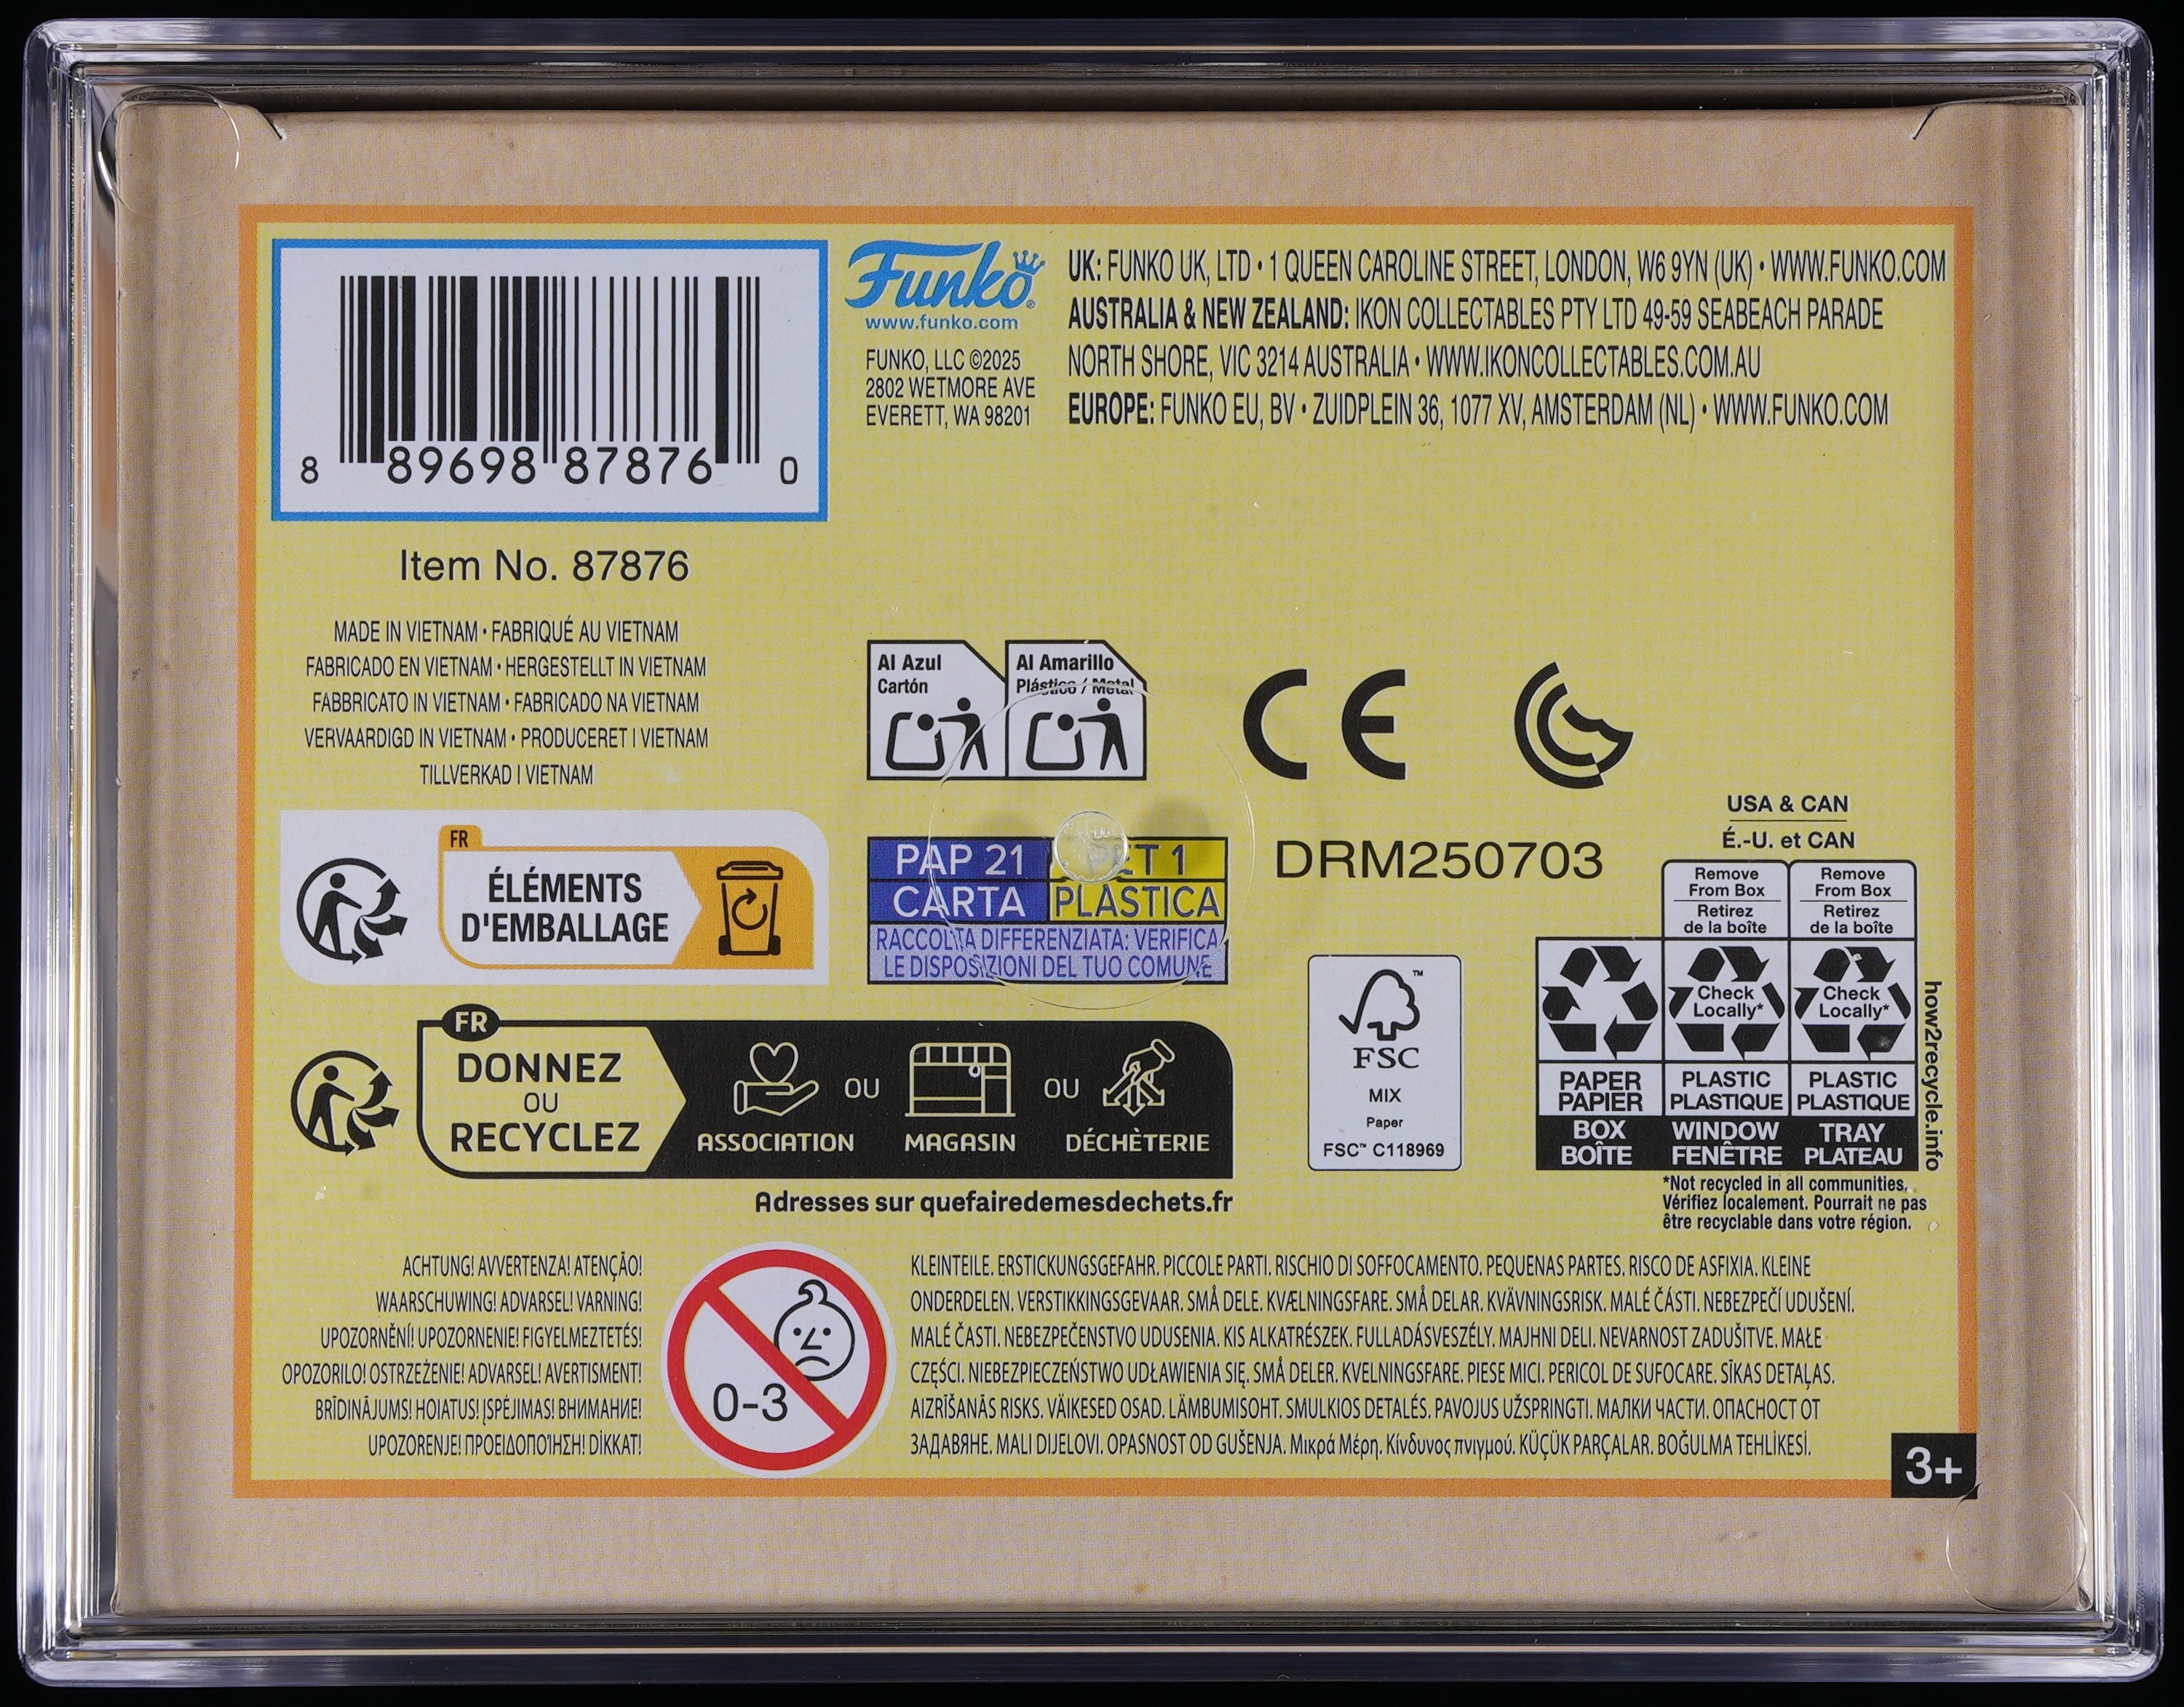 8 89698 87876 0
Item No. 87876
MADE IN VIETNAM • FABRIQUÉ AU VIETNAM
FABRICADO EN VIETNAM • HERGESTELLT IN VIETNAM
FABBRICATO IN VIETNAM • FABRICADO NA VIETNAM
VERVAARDIGD IN VIETNAM • PRODUCERET I VIETNAM
TILLVERKAD I VIETNAM
Funko®
www.funko.com
FUNKO, LLC ©2025
2802 WETMORE AVE
EVERETT, WA 98201
UK: FUNKO UK, LTD • 1 QUEEN CAROLINE STREET, LONDON, W6 9YN (UK) • WWW.FUNKO.COM
AUSTRALIA & NEW ZEALAND: IKON COLLECTABLES PTY LTD 49-59 SEABEACH PARADE
NORTH SHORE, VIC 3214 AUSTRALIA • WWW.IKONCOLLECTABLES.COM.AU
EUROPE: FUNKO EU, BV • ZUIDPLEIN 36, 1077 XV, AMSTERDAM (NL) • WWW.FUNKO.COM
Al Azul
Cartón
Al Amarillo
Plástico / Metal
CE
FR
ÉLÉMENTS
D'EMBALLAGE
PAP 21
CARTA
1
PLASTICA
RACCOLTA DIFFERENZIATA: VERIFICA
LE DISPOSIZIONI DEL TUO COMUNE
DRM250703
USA & CAN
É.-U. et CAN
Remove
From Box
Retirez
de la boîte
Remove
From Box
Retirez
de la boîte
Check
Locally*
Check
Locally*
PAPER
PAPIER
PLASTIC
PLASTIQUE
PLASTIC
PLASTIQUE
BOX
BOÎTE
WINDOW
FENÊTRE
TRAY
PLATEAU
how2recycle.info
*Not recycled in all communities.
Vérifiez localement. Pourrait ne pas
être recyclable dans votre région.
FSC™
MIX
Paper
FSC™ C118969
FR
DONNEZ
OU
RECYCLEZ
ASSOCIATION
OU
MAGASIN
OU
DÉCHÈTERIE
Adresses sur quefairedemesdechets.fr
ACHTUNG! AVVERTENZA! ATENÇÃO!
WAARSCHUWING! ADVARSEL! VARNING!
UPOZORNĚNÍ! UPOZORNENIE! FIGYELMEZTETÉS!
OPOZORILO! OSTRZEŻENIE! ADVARSEL! AVERTISMENT!
BRĪDINĀJUMS! HOIATUS! ĮSPĖJIMAS! ВНИМАНИЕ!
UPOZORENJE! ΠΡΟΕΙΔΟΠΟΊΗΣΗ! DİKKAT!
0-3
KLEINTEILE. ERSTICKUNGSGEFAHR. PICCOLE PARTI. RISCHIO DI SOFFOCAMENTO. PEQUENAS PARTES. RISCO DE ASFIXIA. KLEINE
ONDERDELEN. VERSTIKKINGSGEVAAR. SMÅ DELE. KVÆLNINGSFARE. SMÅ DELAR. KVÄVNINGSRISK. MALÉ ČÁSTI. NEBEZPEČÍ UDUŠENÍ.
MALÉ ČASTI. NEBEZPEČENSTVO UDUSENIA. KIS ALKATRÉSZEK. FULLADÁSVESZÉLY. MAJHNI DELI. NEVARNOST ZADUŠITVE. MAŁE
CZĘŚCI. NIEBEZPIECZEŃSTWO UDŁAWIENIA SIĘ. SMÅ DELER. KVELNINGSFARE. PIESE MICI. PERICOL DE SUFOCARE. SĪKAS DETAĻAS.
AIZRĪŠANĀS RISKS. VÄIKESED OSAD. LÄMBUMISOHT. SMULKIOS DETALĖS. PAVOJUS UŽSPRINGTI. МАЛКИ ЧАСТИ. ОПАСНОСТ ОТ
ЗАДАВЯНЕ. MALI DIJELOVI. OPASNOST OD GUŠENJA. Μικρά Μέρη. Κίνδυνος πνιγμού. KÜÇÜK PARÇALAR. BOĞULMA TEHLİKESİ.
3+